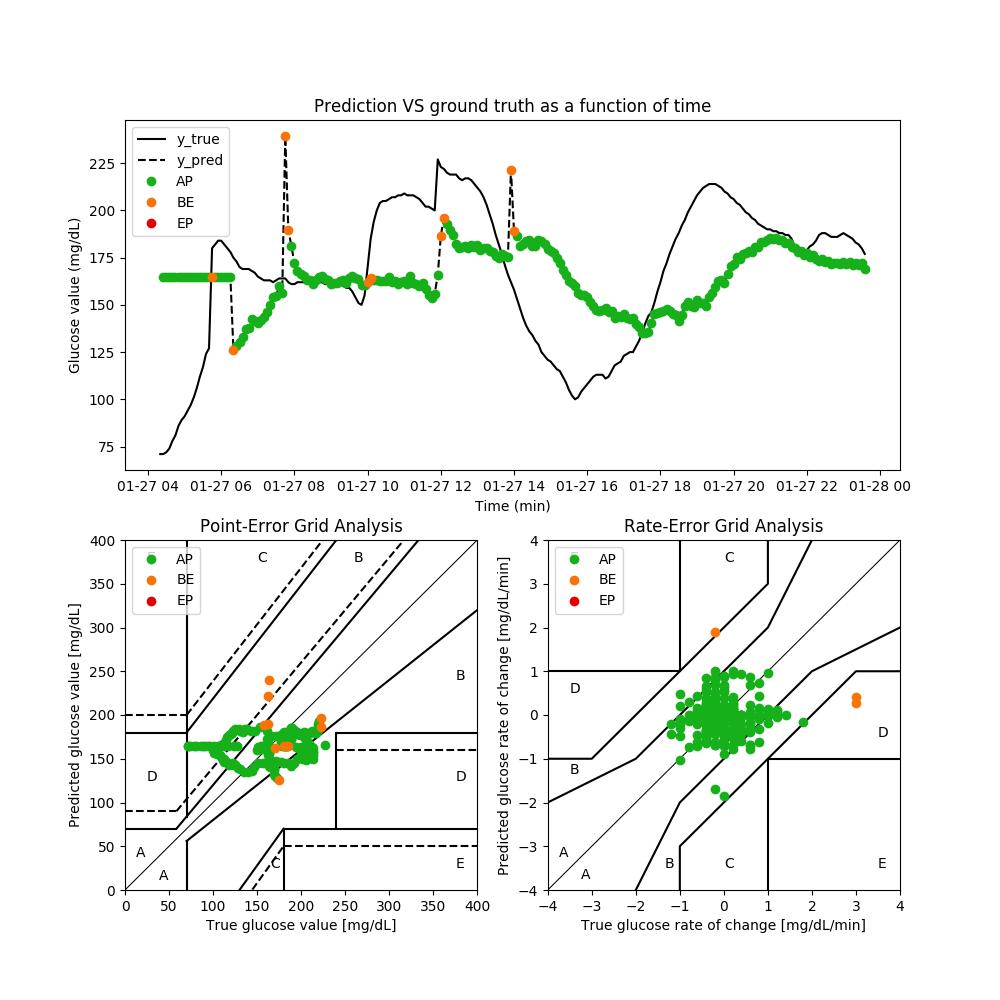 Prediction VS ground truth as a function of time
Glucose value (mg/dL)
225
200
175
150
125
100
75
y_true
y_pred
AP
BE
EP
01-27 04 01-27 06 01-27 08 01-27 10 01-27 12 01-27 14 01-27 16 01-27 18 01-27 20 01-27 22 01-28 00
Time (min)
Point-Error Grid Analysis
Predicted glucose value [mg/dL]
400
350
300
250
200
150
100
50
0
AP
BE
EP
C
B
B
D
D
A
A
C
E
0 50 100 150 200 250 300 350 400
True glucose value [mg/dL]
Rate-Error Grid Analysis
Predicted glucose rate of change [mg/dL/min]
4
3
2
1
0
−1
−2
−3
−4
AP
BE
EP
C
D
D
B
A
A
B
C
E
−4 −3 −2 −1 0 1 2 3 4
True glucose rate of change [mg/dL/min]